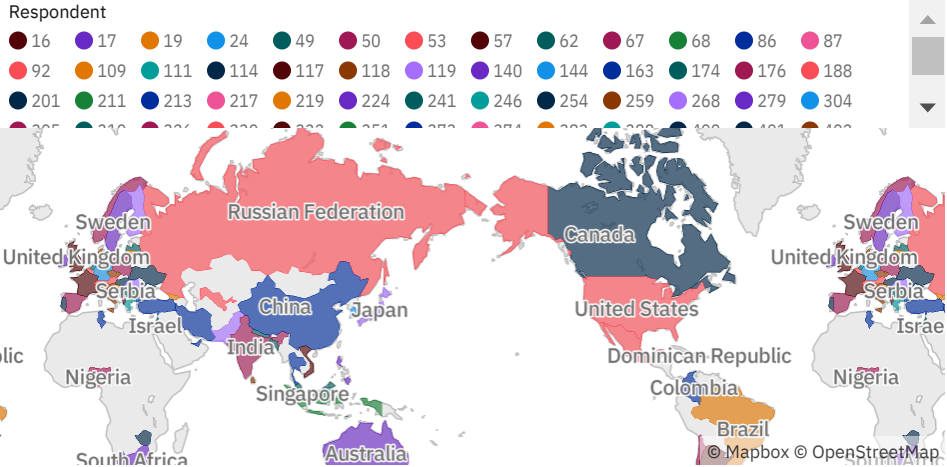 Respondent
16 17 19 24 49 50 53 57 62 67 68 86 87
92 109 111 114 117 118 119 140 144 163 174 176 188
201 211 213 217 219 224 241 246 254 259 268 279 304
Russian Federation
Sweden
Sweden
Canada
United Kingdom
United Kingdom
Serbia
Serbia
China
Japan
United States
Israel
Israe
India
Dominican Republic
lic
Nigeria
Colombia
Nigeria
Singapore
Brazil
South Africa
Australia
© Mapbox © OpenStreetMap